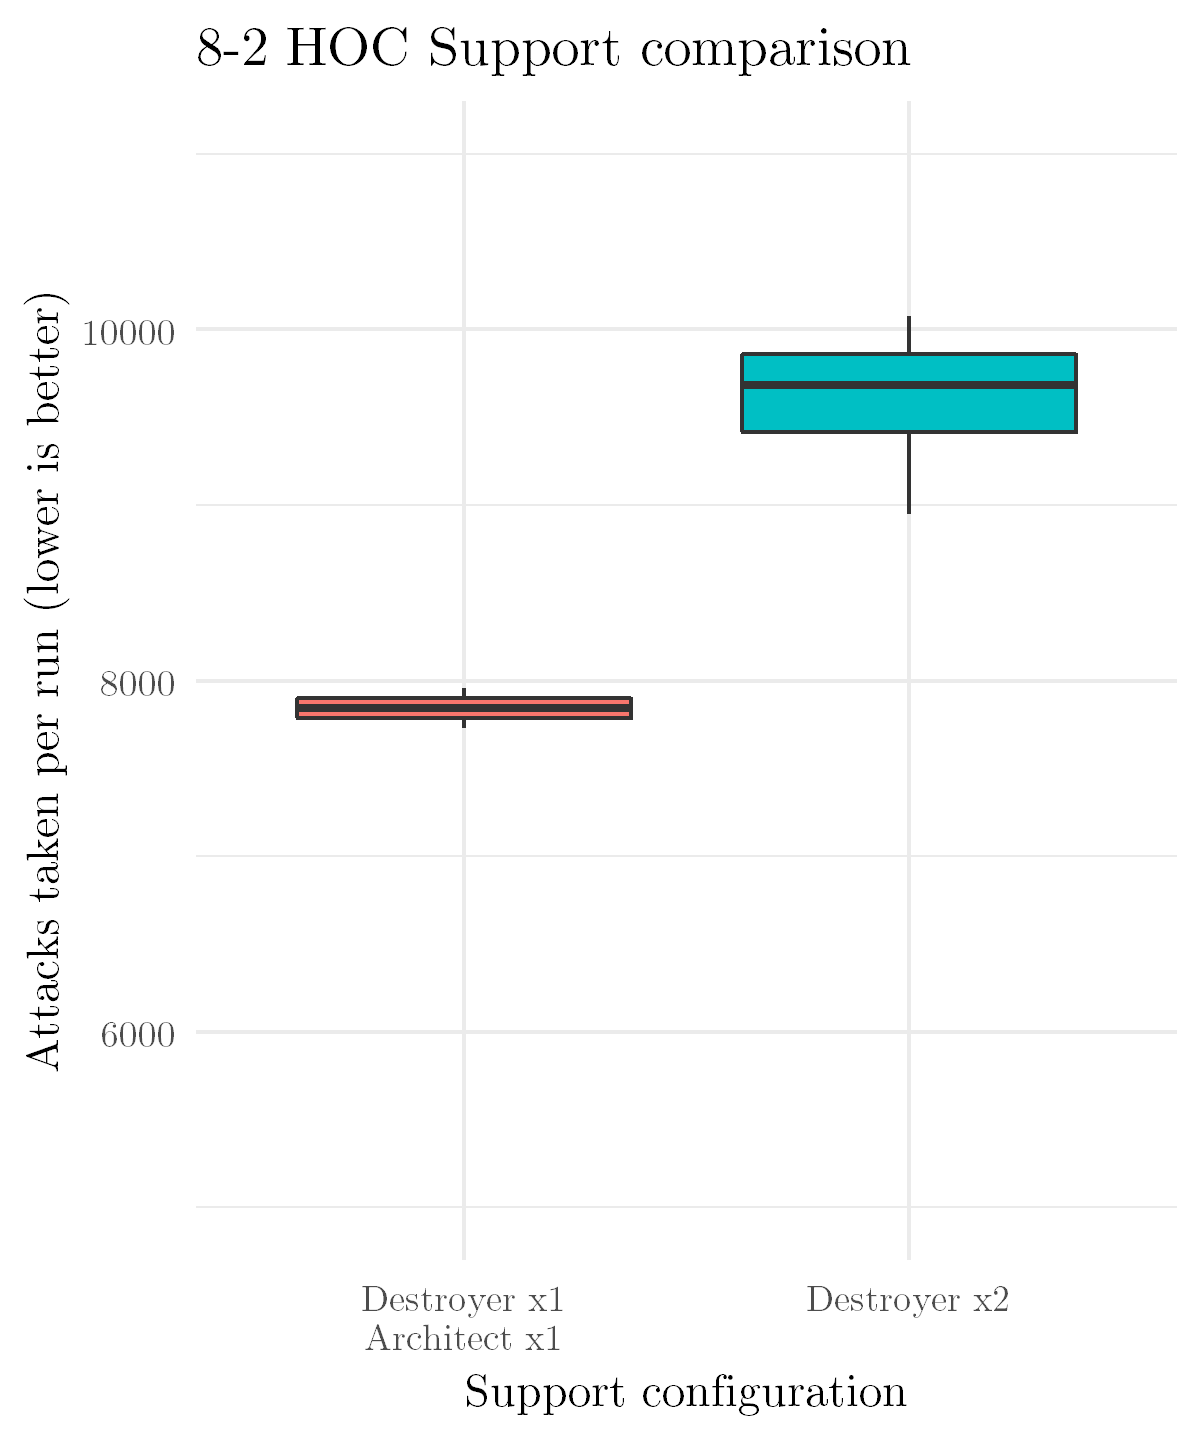 8-2 HOC Support comparison
Attacks taken per run (lower is better)
10000
8000
6000
Destroyer x1
Architect x1
Destroyer x2
Support configuration